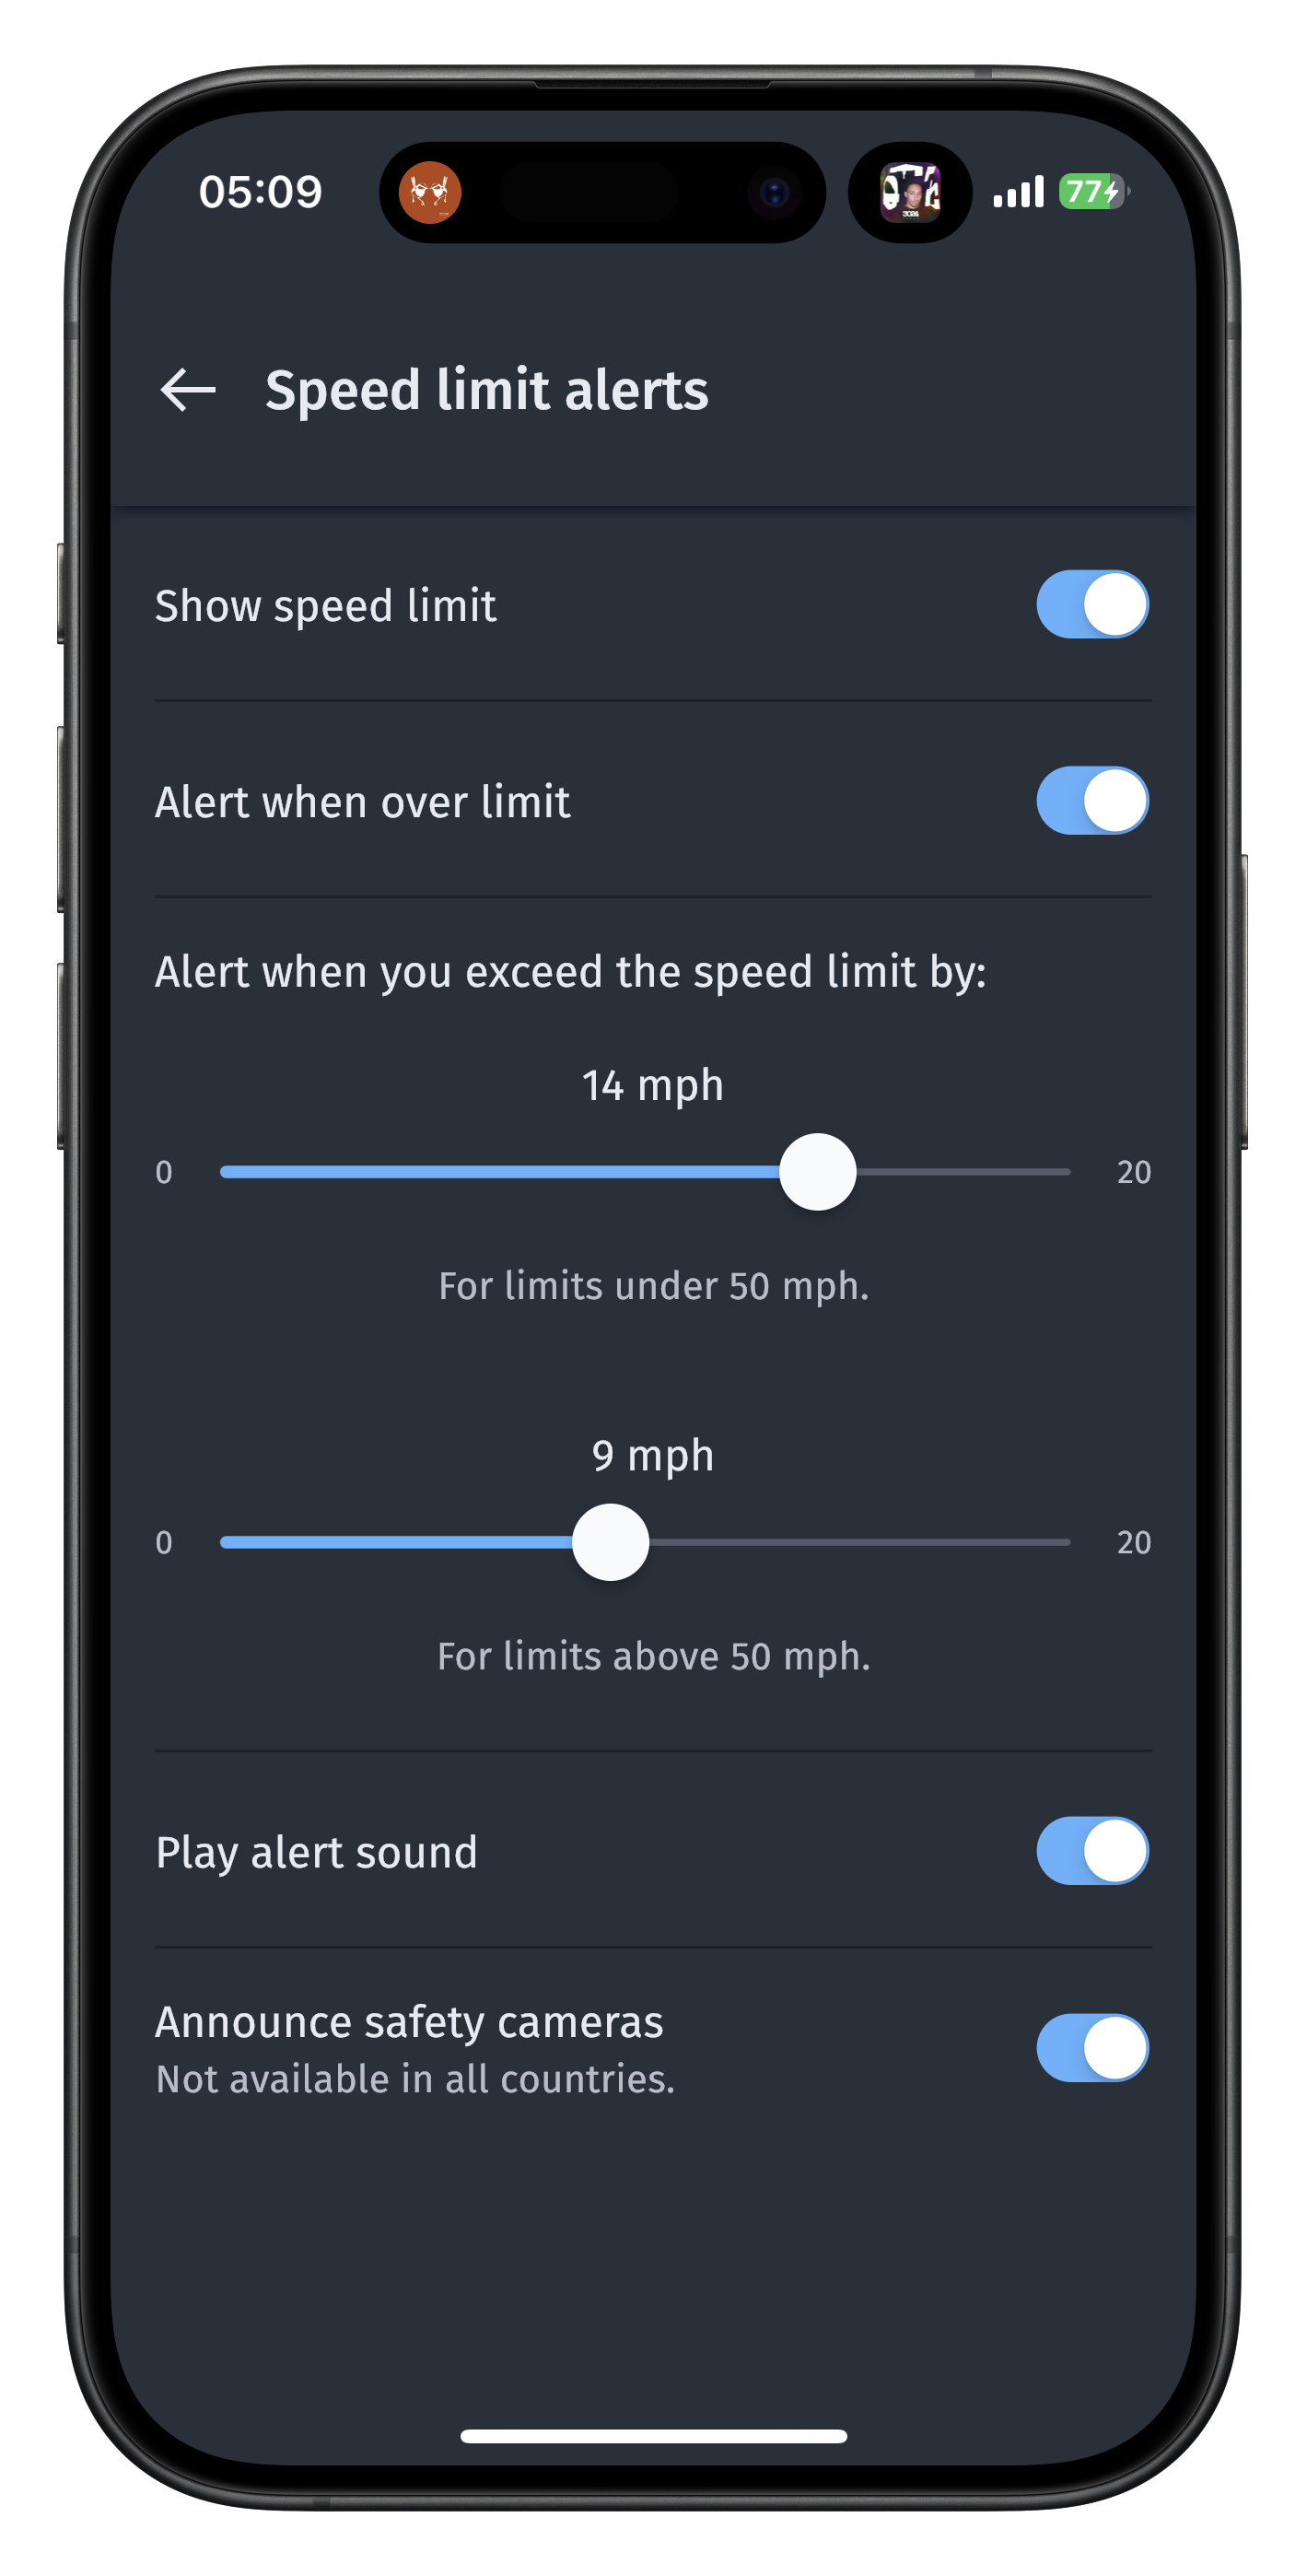 05:09
77
Speed limit alerts
Show speed limit
Alert when over limit
Alert when you exceed the speed limit by:
14 mph
0
20
For limits under 50 mph.
9 mph
0
20
For limits above 50 mph.
Play alert sound
Announce safety cameras
Not available in all countries.